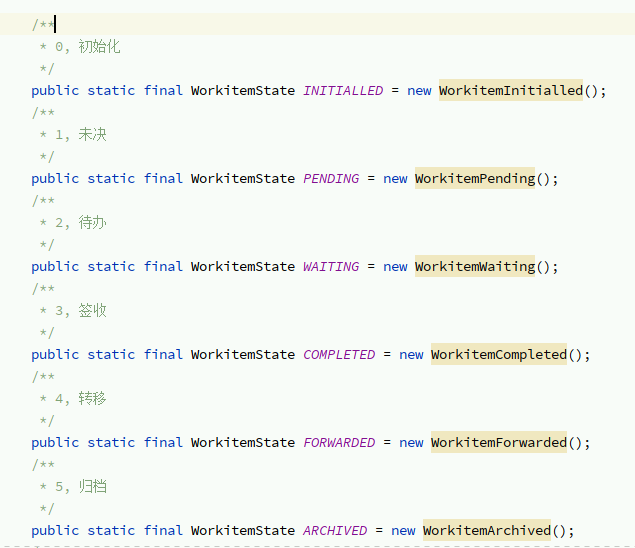 /**
* 0, 初始化
*/
public static final WorkitemState INITIALLED = new WorkitemInitialled();
/**
* 1, 未决
*/
public static final WorkitemState PENDING = new WorkitemPending();
/**
* 2, 待办
*/
public static final WorkitemState WAITING = new WorkitemWaiting();
/**
* 3, 签收
*/
public static final WorkitemState COMPLETED = new WorkitemCompleted();
/**
* 4, 转移
*/
public static final WorkitemState FORWARDED = new WorkitemForwarded();
/**
* 5, 归档
*/
public static final WorkitemState ARCHIVED = new WorkitemArchived();